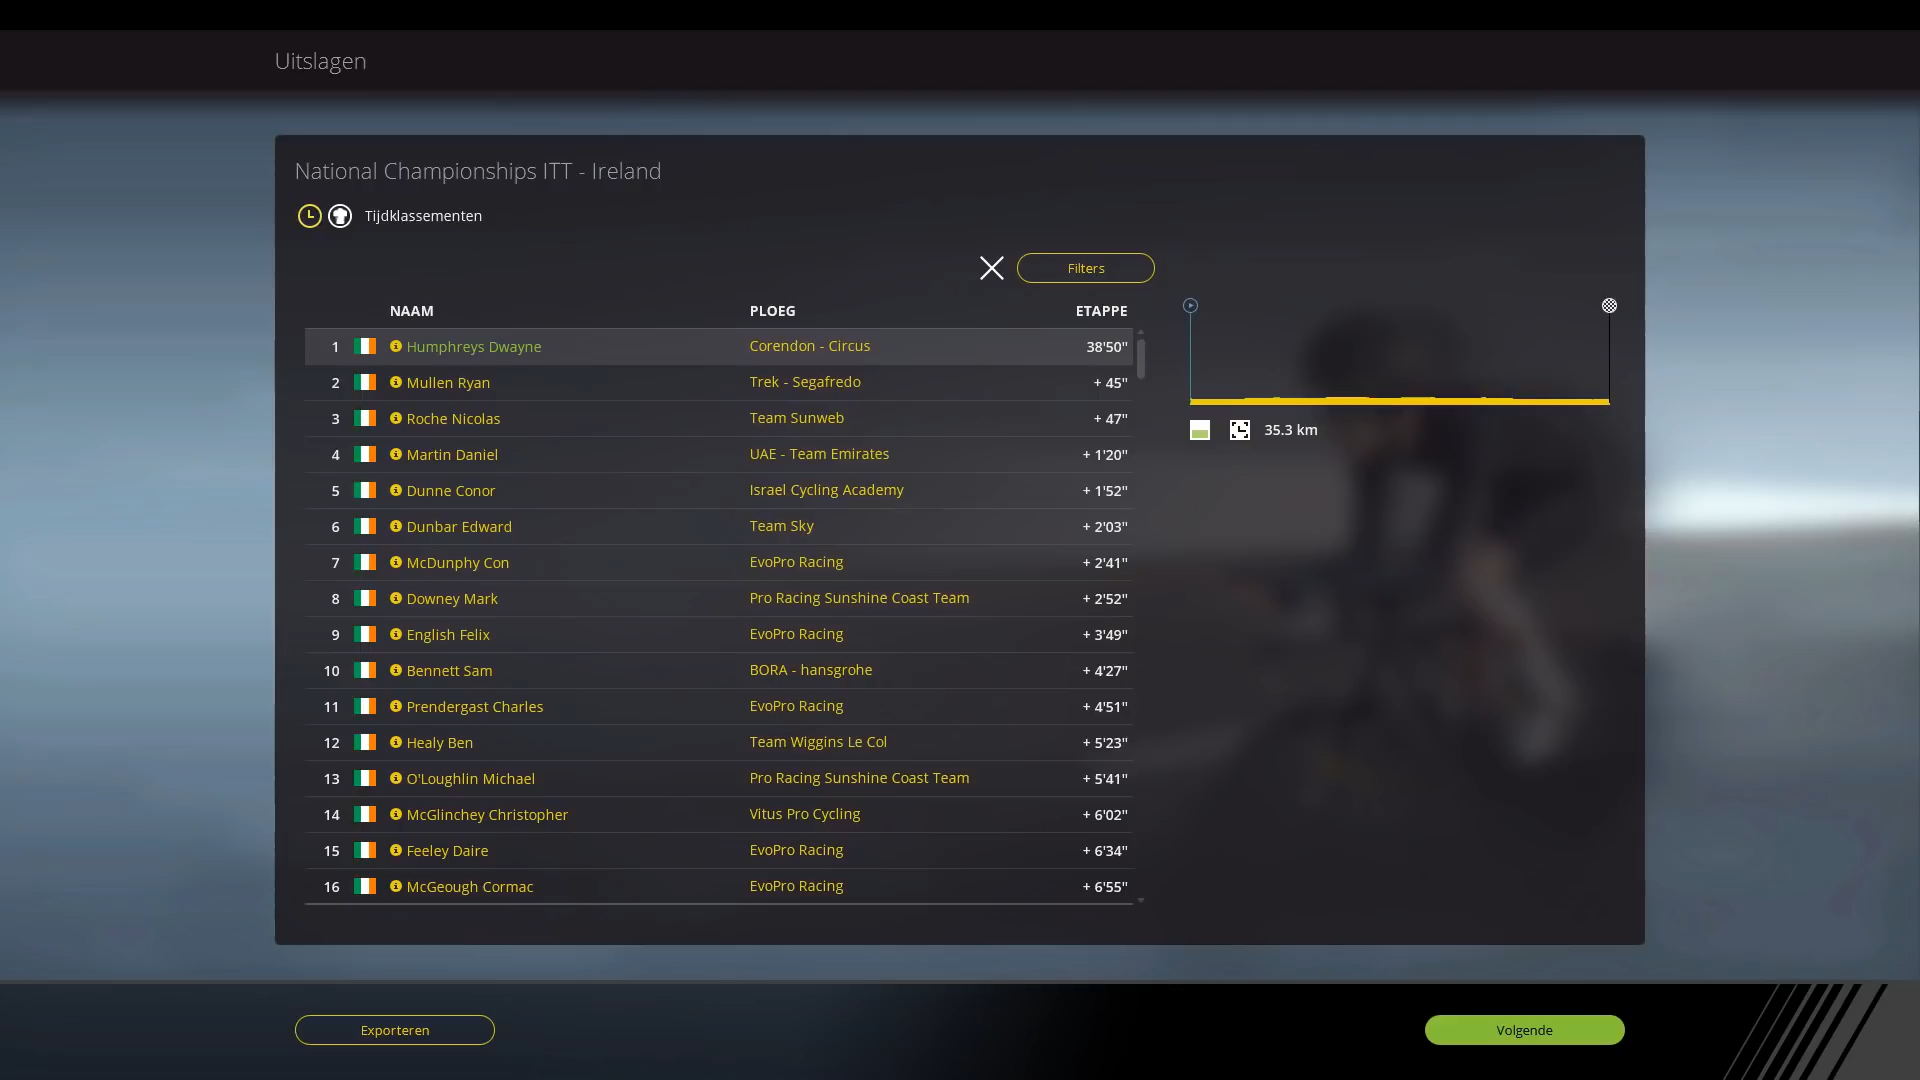 Uitslagen
National Championships ITT - Ireland
Tijdklassementen
Filters
NAAM PLOEG ETAPPE
1 Humphreys Dwayne Corendon - Circus 38'50''
2 Mullen Ryan Trek - Segafredo + 45''
3 Roche Nicolas Team Sunweb + 47''
4 Martin Daniel UAE - Team Emirates + 1'20''
5 Dunne Conor Israel Cycling Academy + 1'52''
6 Dunbar Edward Team Sky + 2'03''
7 McDunphy Con EvoPro Racing + 2'41''
8 Downey Mark Pro Racing Sunshine Coast Team + 2'52''
9 English Felix EvoPro Racing + 3'49''
10 Bennett Sam BORA - hansgrohe + 4'27''
11 Prendergast Charles EvoPro Racing + 4'51''
12 Healy Ben Team Wiggins Le Col + 5'23''
13 O'Loughlin Michael Pro Racing Sunshine Coast Team + 5'41''
14 McGlinchey Christopher Vitus Pro Cycling + 6'02''
15 Feeley Daire EvoPro Racing + 6'34''
16 McGeough Cormac EvoPro Racing + 6'55''
35.3 km
Exporteren
Volgende